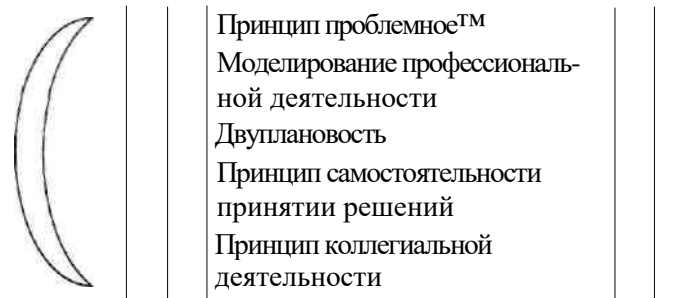 Принцип проблемное™
Моделирование профессиональ-
ной деятельности
Двуплановость
Принцип самостоятельности
принятии решений
Принцип коллегиальной
деятельности